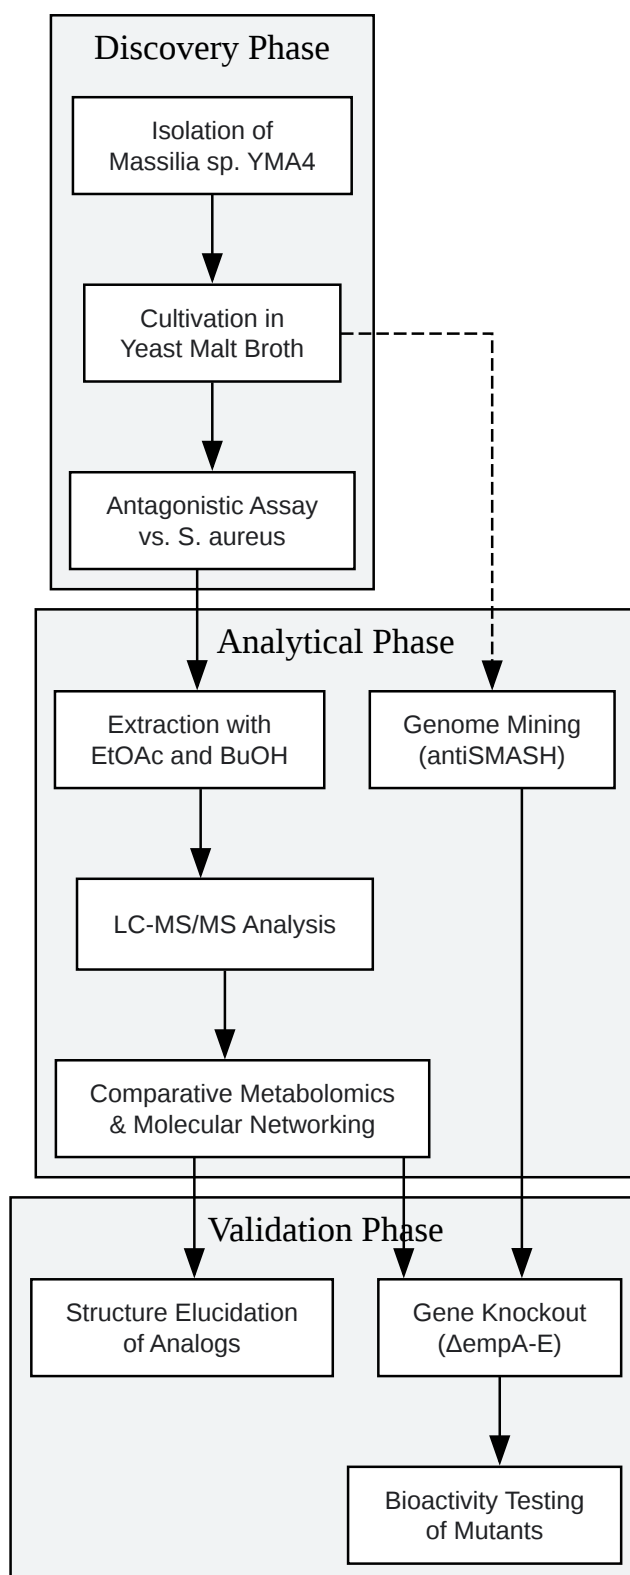 Discovery Phase
Isolation of
Massilia sp. YMA4
Cultivation in
Yeast Malt Broth
Antagonistic Assay
vs. S. aureus
Analytical Phase
Extraction with
EtOAc and BuOH
Genome Mining
(antiSMASH)
LC-MS/MS Analysis
Comparative Metabolomics
& Molecular Networking
Validation Phase
Structure Elucidation
of Analogs
Gene Knockout
(ΔempA-E)
Bioactivity Testing
of Mutants